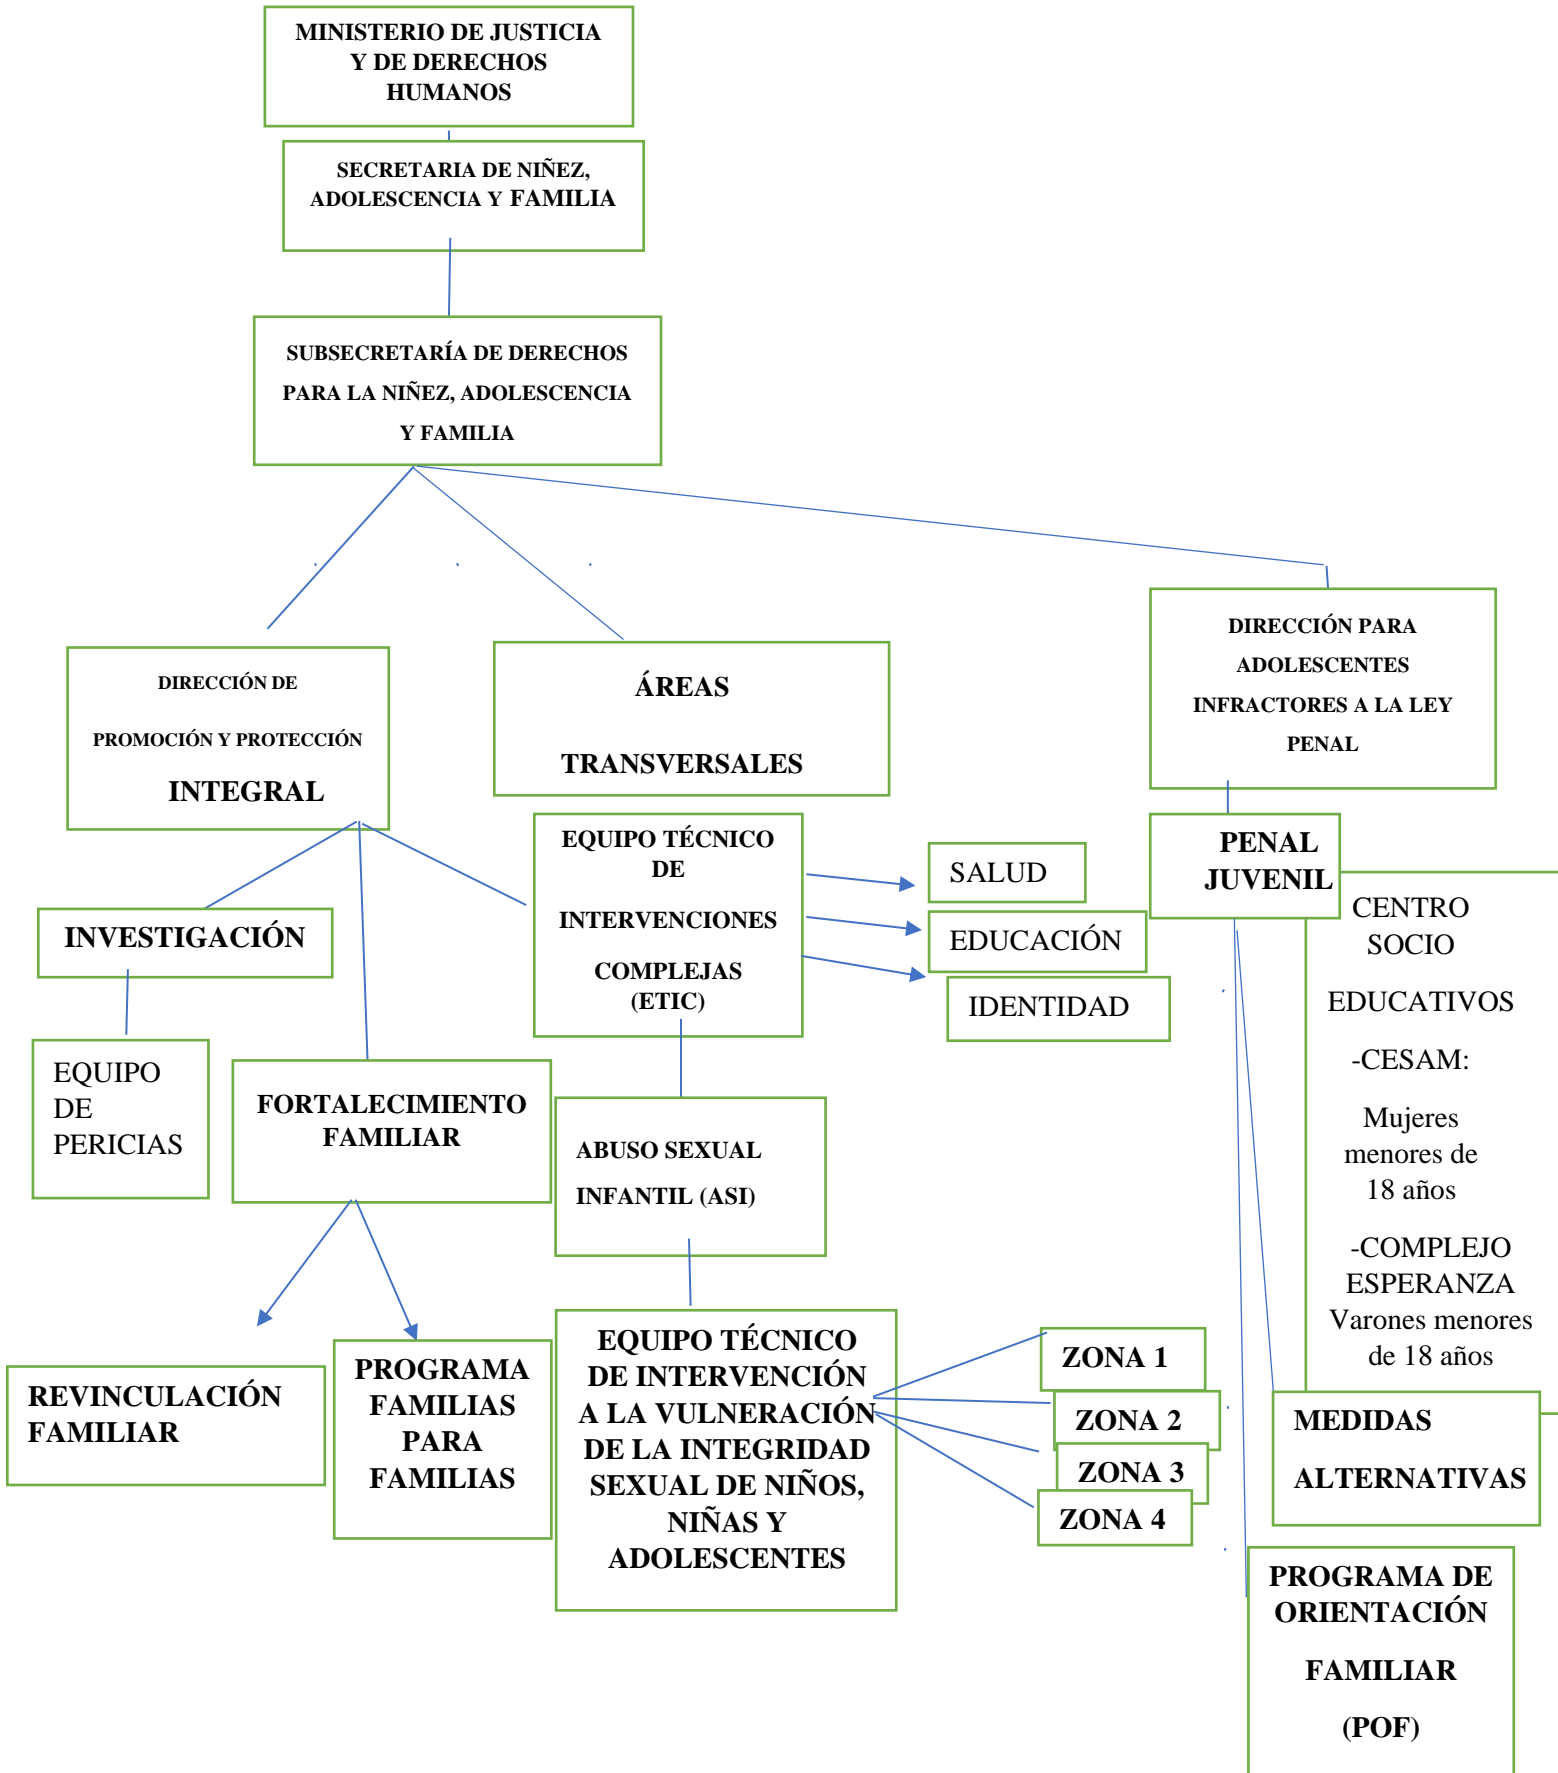 MINISTERIO DE JUSTICIA
Y DE DERECHOS
HUMANOS
SECRETARIA DE NIÑEZ,
ADOLESCENCIA Y FAMILIA
SUBSECRETARÍA DE DERECHOS
PARA LA NIÑEZ, ADOLESCENCIA
Y FAMILIA
DIRECCIÓN DE
PROMOCIÓN Y PROTECCIÓN
INTEGRAL
ÁREAS
TRANSVERSALES
DIRECCIÓN PARA
ADOLESCENTES
INFRACTORES A LA LEY
PENAL
INVESTIGACIÓN
EQUIPO
DE
PERICIAS
FORTALECIMIENTO
FAMILIAR
REVINCULACIÓN
FAMILIAR
PROGRAMA
FAMILIAS
PARA
FAMILIAS
EQUIPO TÉCNICO
DE
INTERVENCIONES
COMPLEJAS
(ETIC)
SALUD
EDUCACIÓN
IDENTIDAD
ABUSO SEXUAL
INFANTIL (ASI)
EQUIPO TÉCNICO
DE INTERVENCIÓN
A LA VULNERACIÓN
DE LA INTEGRIDAD
SEXUAL DE NIÑOS,
NIÑAS Y
ADOLESCENTES
ZONA 1
ZONA 2
ZONA 3
ZONA 4
PENAL
JUVENIL
CENTRO
SOCIO
EDUCATIVOS
-CESAM:
Mujeres
menores de
18 años
-COMPLEJO
ESPERANZA
Varones menores
de 18 años
MEDIDAS
ALTERNATIVAS
PROGRAMA DE
ORIENTACIÓN
FAMILIAR
(POF)